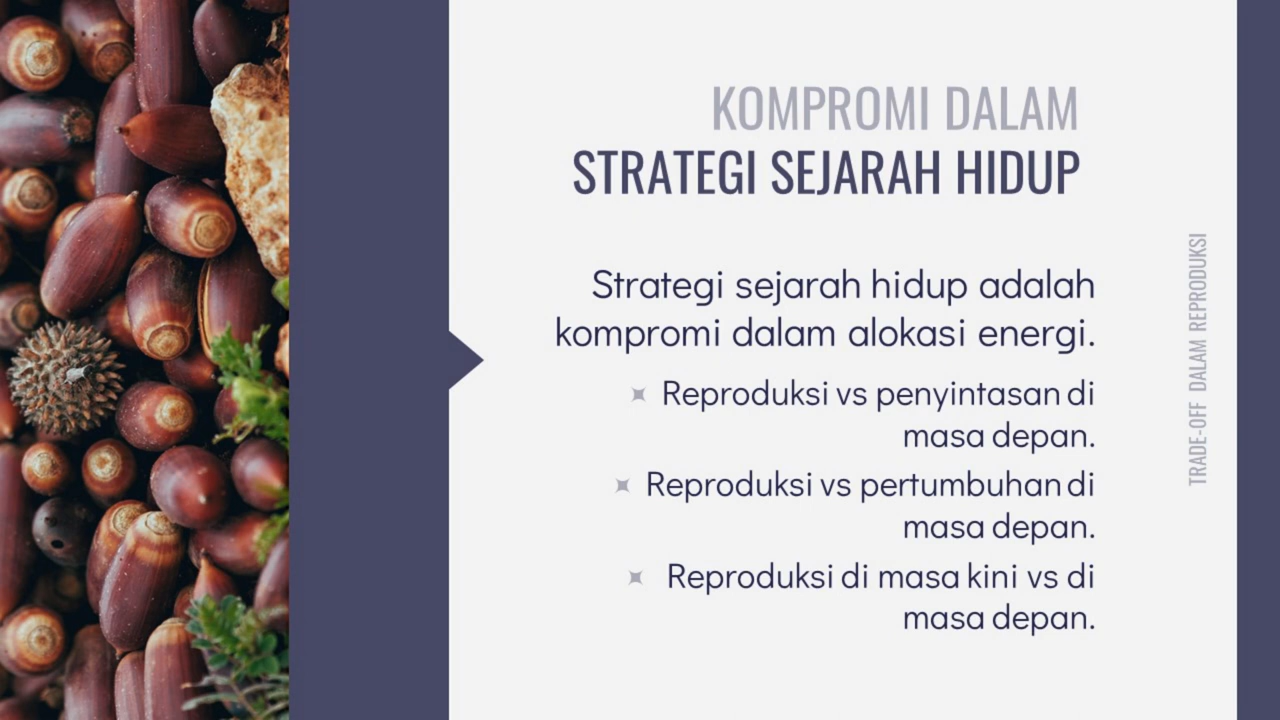 KOMPROMI DALAM
STRATEGI SEJARAH HIDUP
Strategi sejarah hidup adalah
kompromi dalam alokasi energi.
Reproduksi vs penyintasan di
masa depan.
Reproduksi vs pertumbuhan di
masa depan.
Reproduksi di masa kini vs di
masa depan.
TRADE-OFF DALAM REPRODUKSI